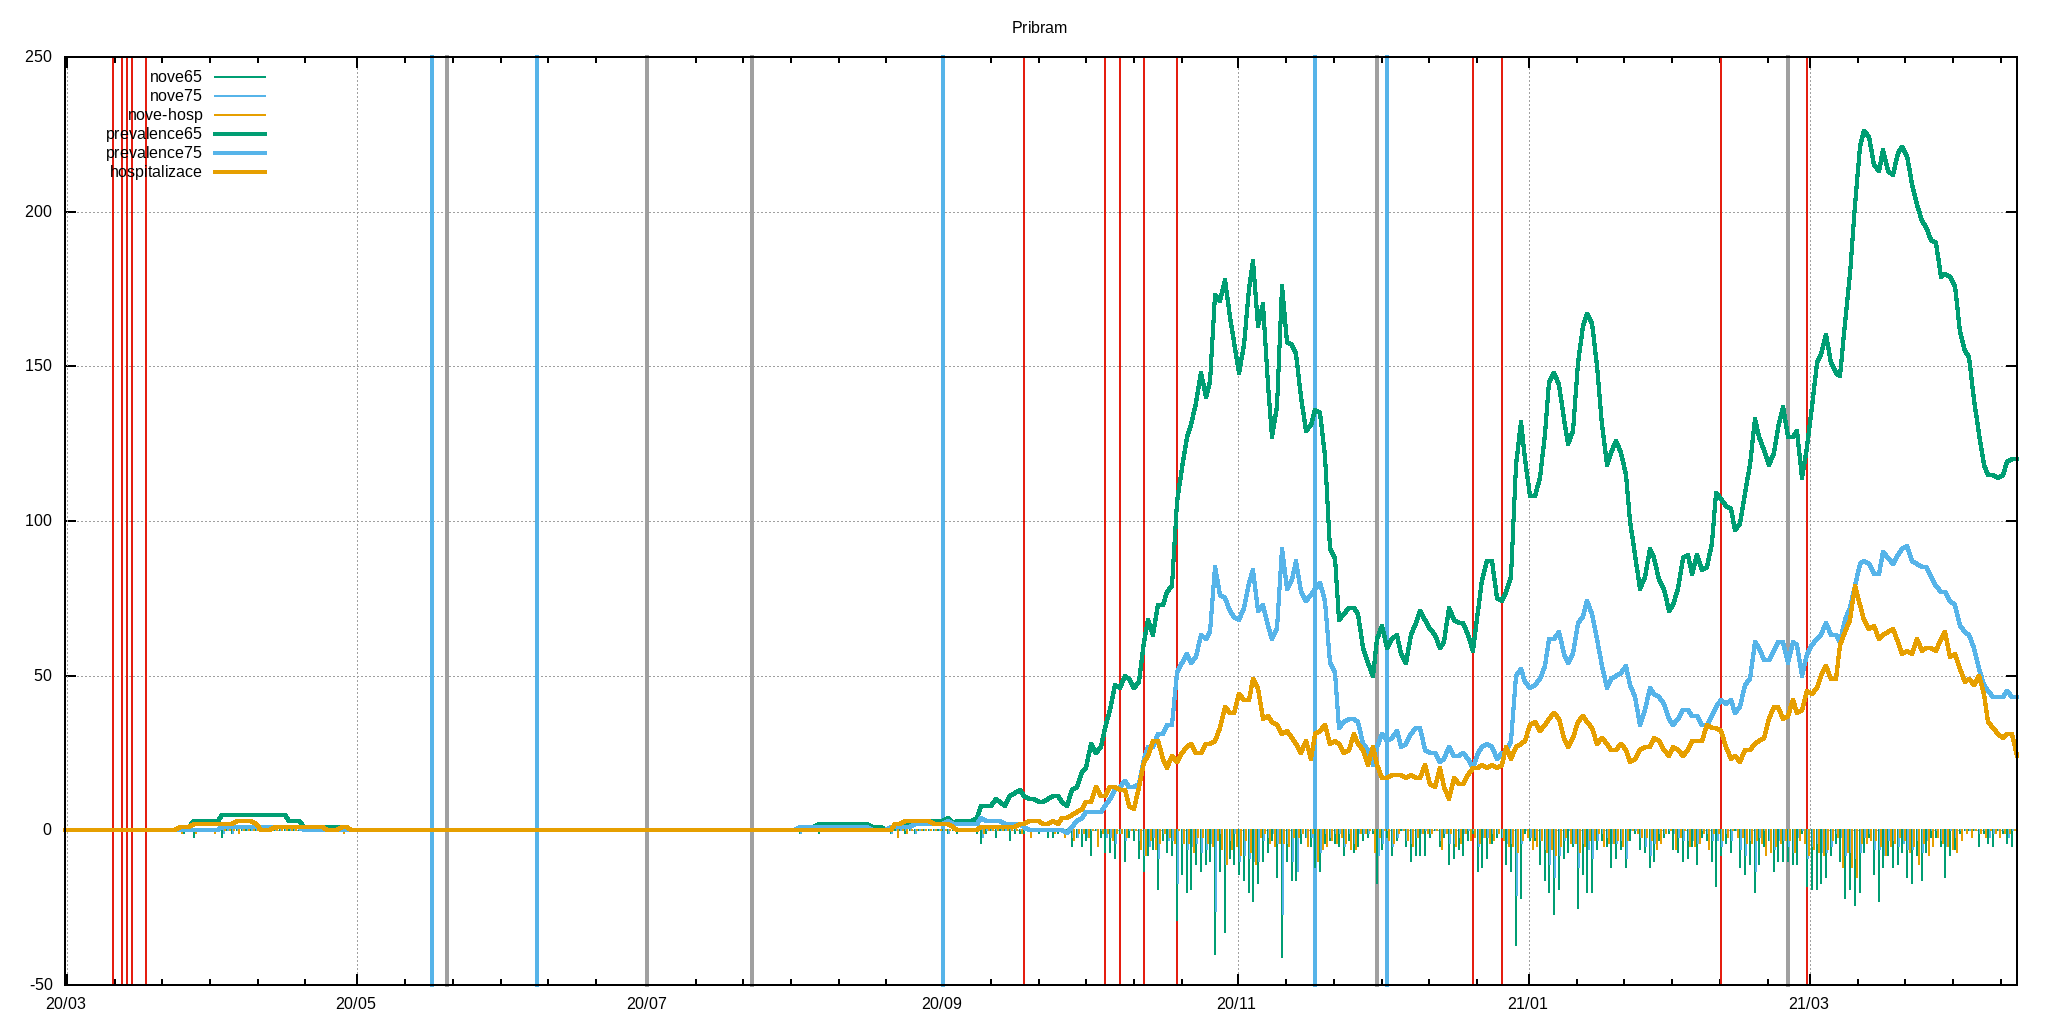 Pribram
250
nove65
nove75
nove-hosp
prevalence65
prevalence75
hospitalizace
200
150
100
50
0
-50
20/03 20/05 20/07 20/09 20/11 21/01 21/03